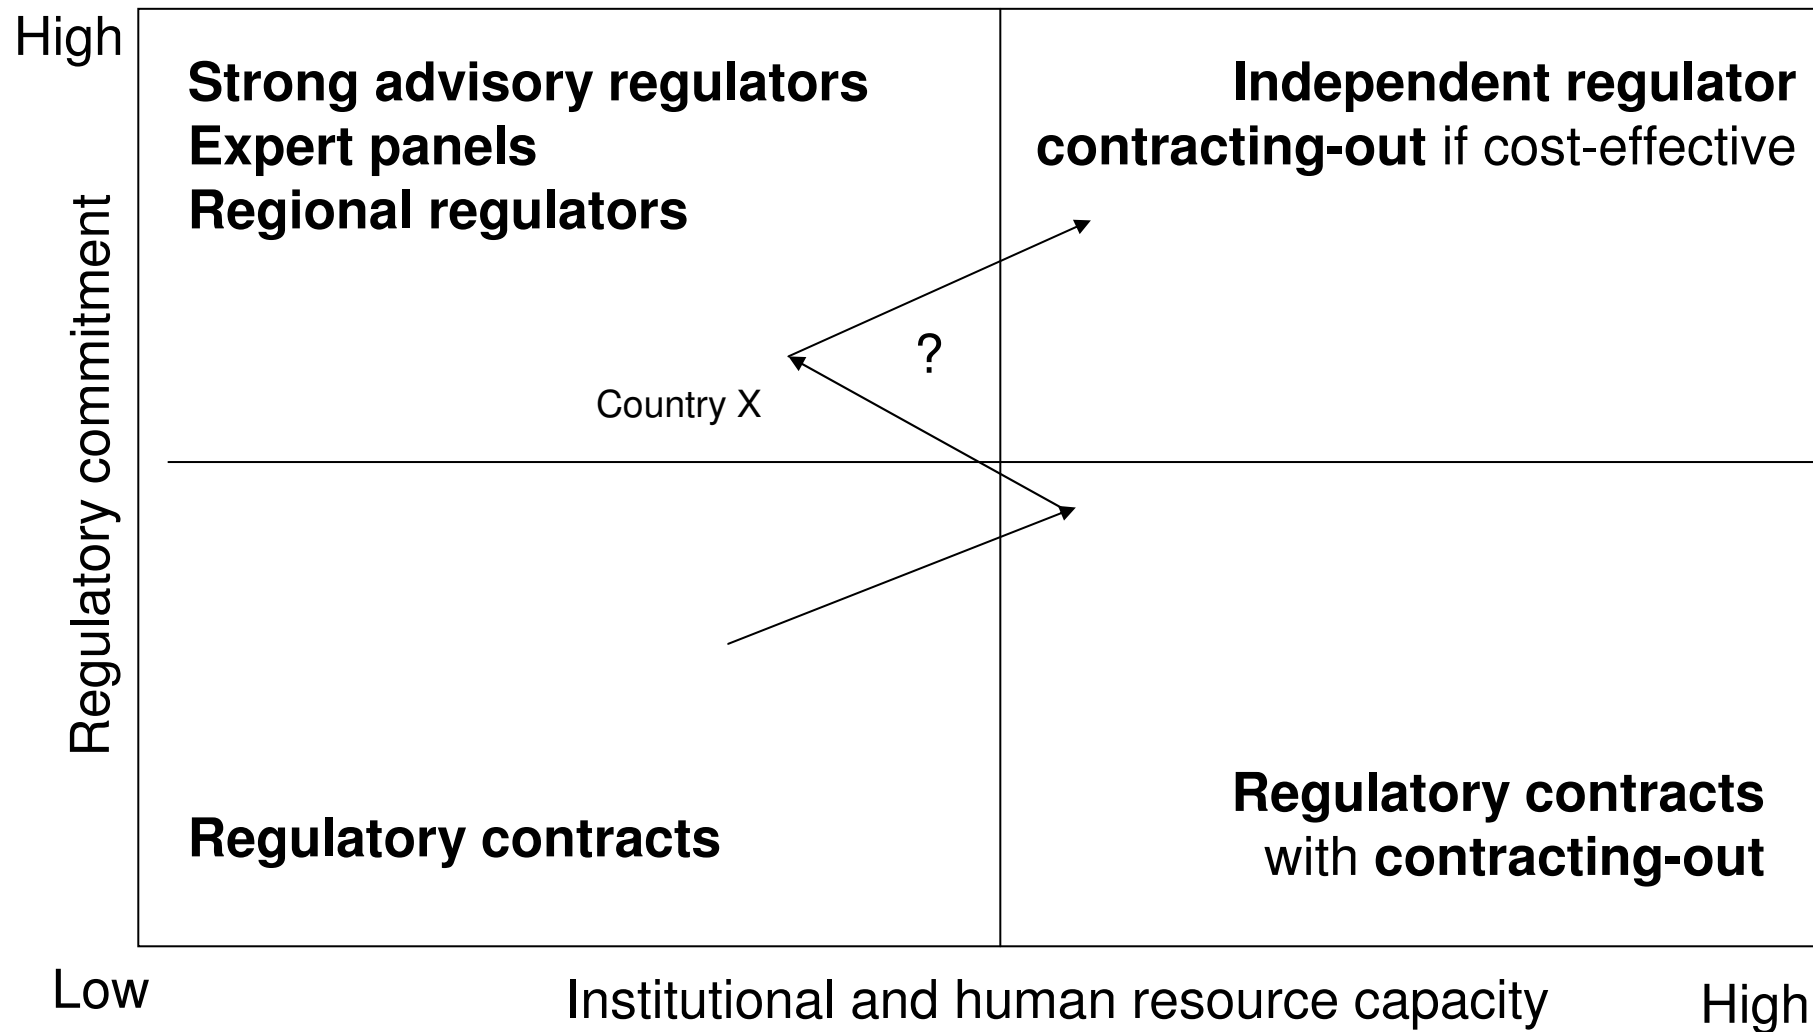 High
Strong advisory regulators
Expert panels
Regional regulators
Independent regulator
contracting-out if cost-effective
Regulatory commitment
?
Country X
Regulatory contracts
Regulatory contracts
with contracting-out
Low
Institutional and human resource capacity
High